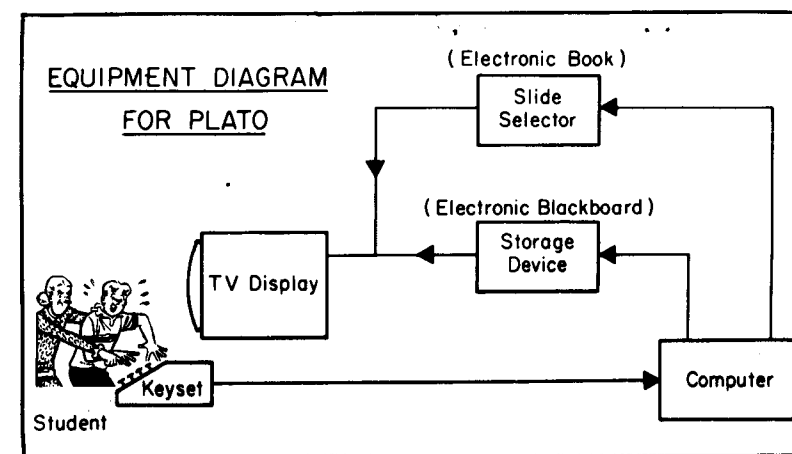 EQUIPMENT DIAGRAM
FOR PLATO
(Electronic Book)
Slide
Selector
(Electronic Blackboard)
Storage
Device
TV Display
Keyset
Computer
Student